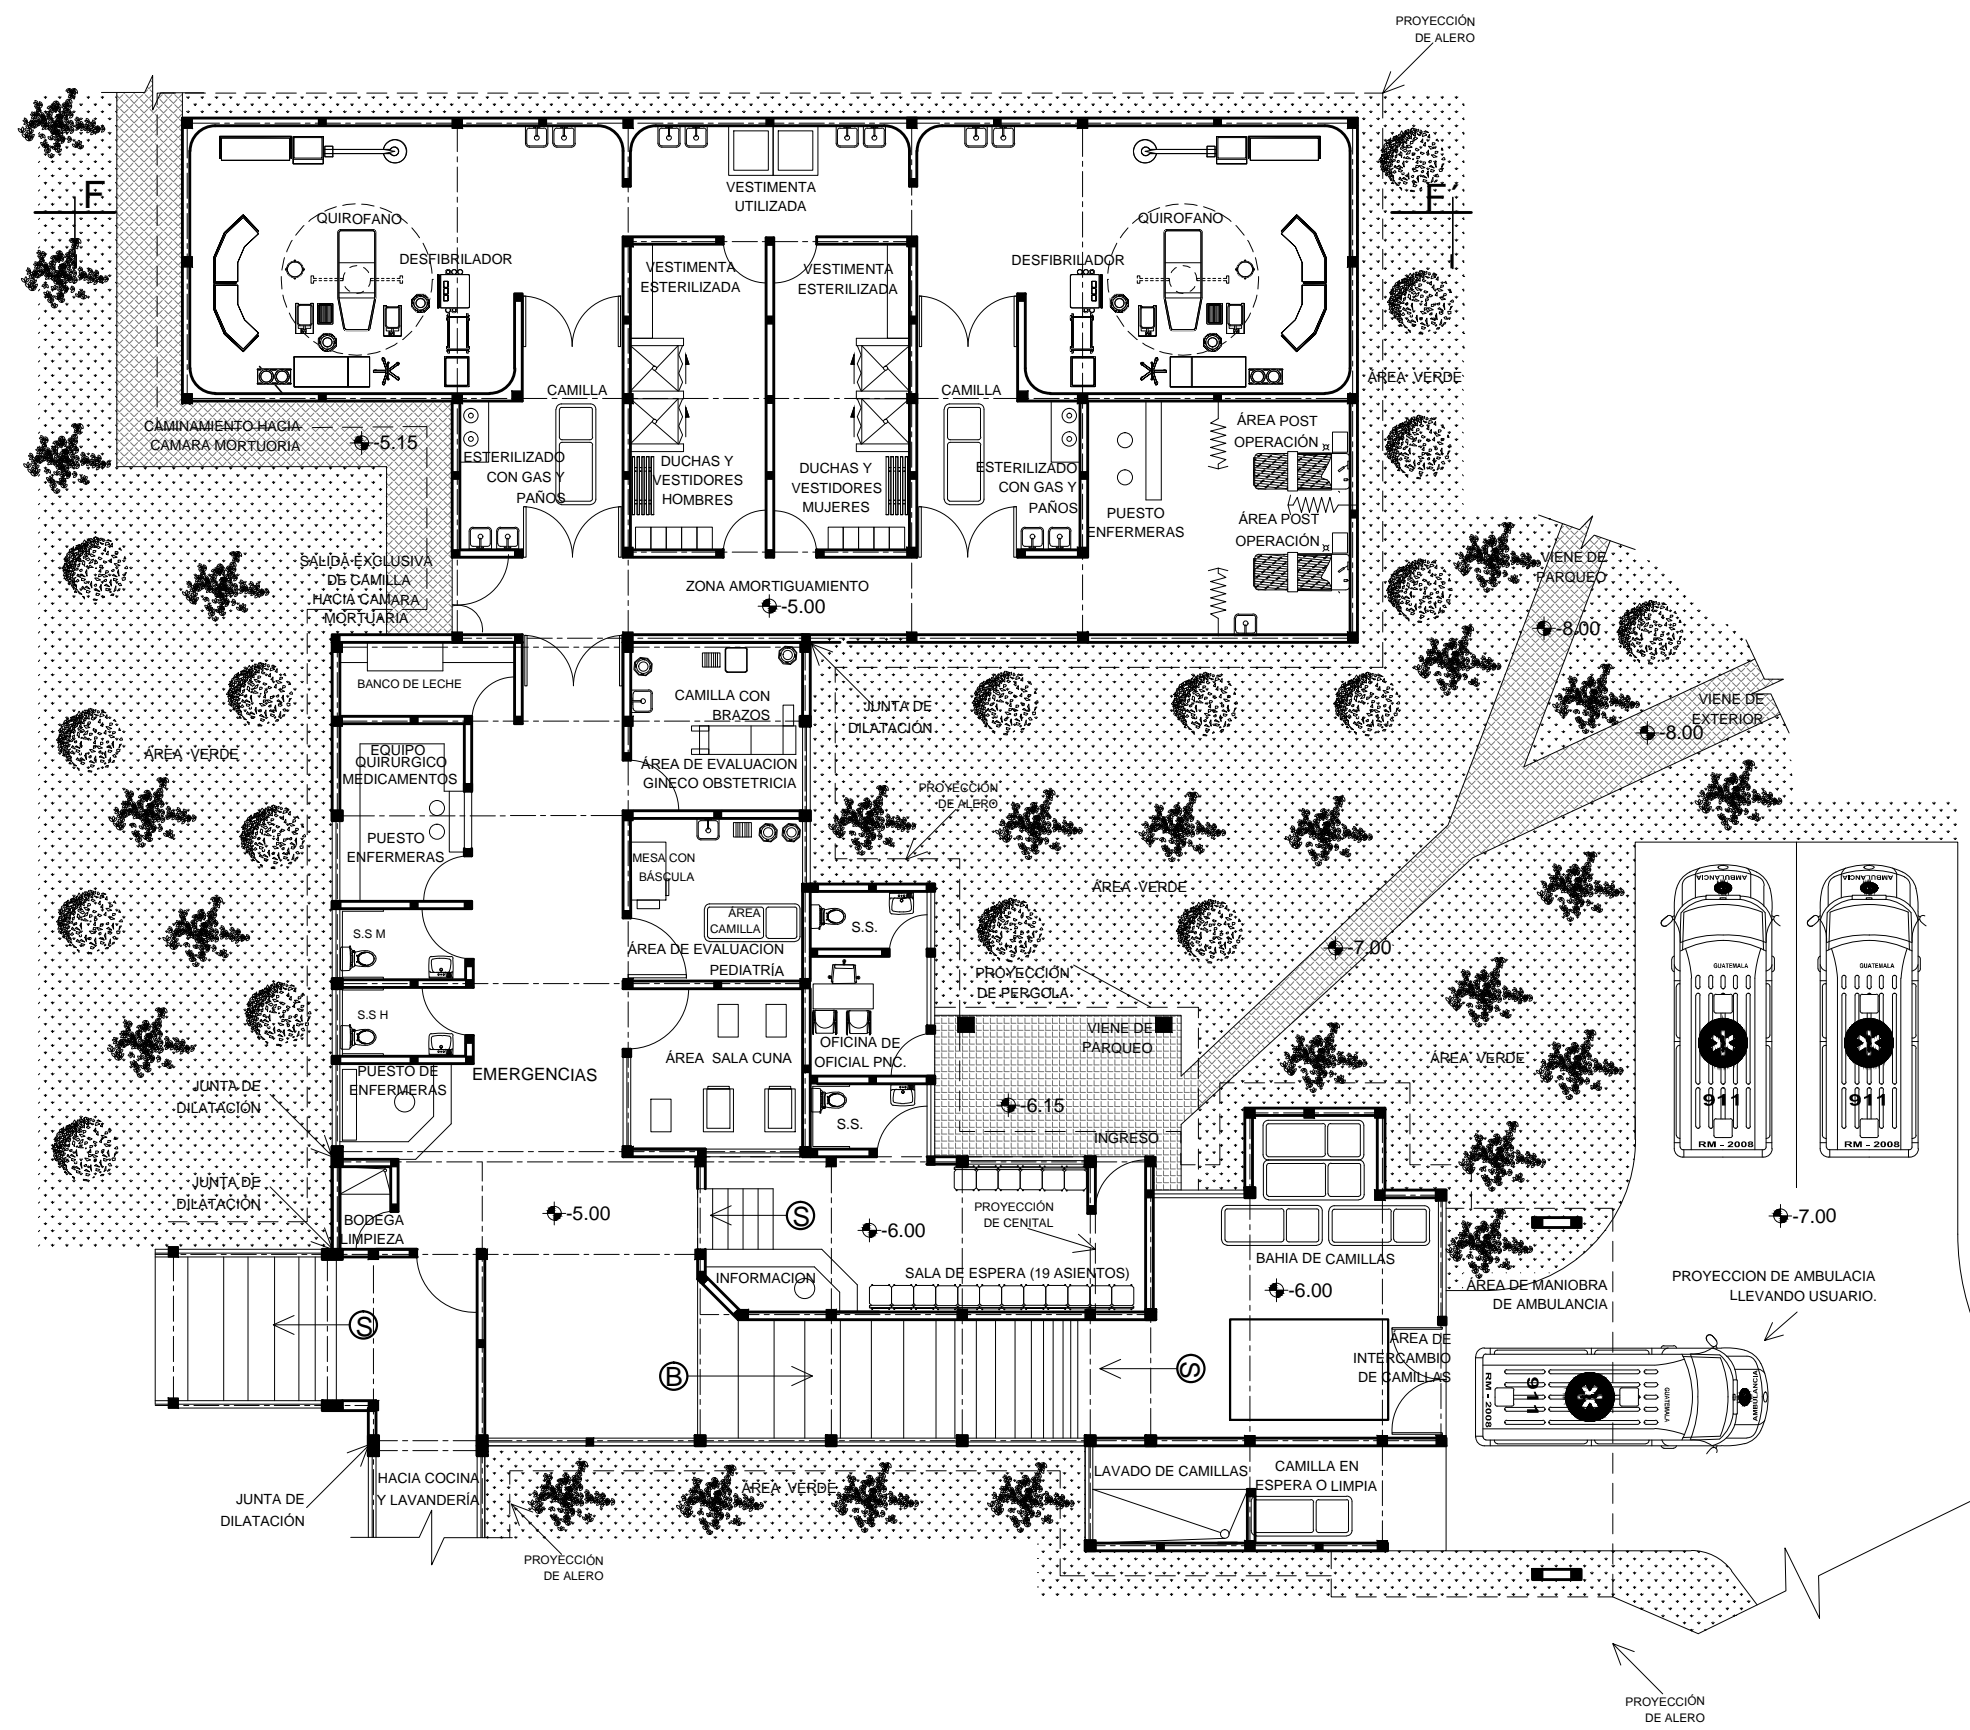 PROYECCIÓN
DE ALERO
F
F'
VESTIMENTA
UTILIZADA
QUIROFANO
QUIROFANO
DESFIBRILADOR
DESFIBRILADOR
VESTIMENTA
ESTERILIZADA
VESTIMENTA
ESTERILIZADA
ÁREA VERDE
CAMILLA
CAMILLA
CAMINAMIENTO HACIA
CAMARA MORTUORIA
-5.15
ÁREA POST
OPERACIÓN
ESTERILIZADO
CON GAS Y
PAÑOS
DUCHAS Y
VESTIDORES
HOMBRES
DUCHAS Y
VESTIDORES
MUJERES
ESTERILIZADO
CON GAS Y
PAÑOS
PUESTO
ENFERMERAS
ÁREA POST
OPERACIÓN
SALIDA EXCLUSIVA
DE CAMILLA
HACIA CAMARA
MORTUARIA
ZONA AMORTIGUAMIENTO
-5.00
VIENE DE
PARQUEO
-8.00
BANCO DE LECHE
CAMILLA CON
BRAZOS
JUNTA DE
DILATACIÓN
VIENE DE
EXTERIOR
-8.00
ÁREA VERDE
EQUIPO
QUIRURGICO
MEDICAMENTOS
ÁREA DE EVALUACION
GINECO OBSTETRICIA
PROYECCIÓN
DE ALERO
PUESTO
ENFERMERAS
MESA CON
BÁSCULA
ÁREA
CAMILLA
ÁREA DE EVALUACION
PEDIATRÍA
S.S M
S.S.
ÁREA VERDE
-7.00
PROYECCIÓN
DE PERGOLA
AMBULANCIA
AMBULANCIA
GUATEMALA
GUATEMALA
911
911
RM - 2008
RM - 2008
S.S H
VIENE DE
PARQUEO
OFICINA DE
OFICIAL PNC.
ÁREA SALA CUNA
ÁREA VERDE
EMERGENCIAS
PUESTO DE
ENFERMERAS
JUNTA DE
DILATACIÓN
-6.15
S.S.
INGRESO
JUNTA DE
DILATACIÓN
BODEGA
LIMPIEZA
-5.00
S
-6.00
PROYECCIÓN
DE CENITAL
-7.00
INFORMACION
SALA DE ESPERA (19 ASIENTOS)
BAHIA DE CAMILLAS
-6.00
ÁREA DE MANIOBRA
DE AMBULANCIA
PROYECCION DE AMBULACIA
LLEVANDO USUARIO.
S
B
S
ÁREA DE
INTERCAMBIO
DE CAMILLAS
RM - 2008
911
GUATEMALA
AMBULANCIA
HACIA COCINA
Y LAVANDERÍA
JUNTA DE
DILATACIÓN
ÁREA VERDE
LAVADO DE CAMILLAS
CAMILLA EN
ESPERA O LIMPIA
PROYECCIÓN
DE ALERO
PROYECCIÓN
DE ALERO